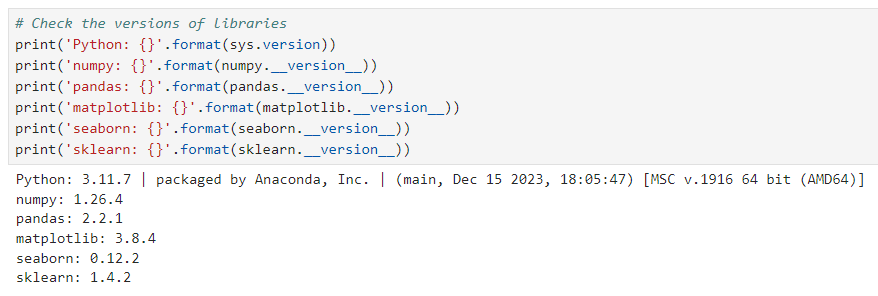 # Check the versions of libraries
print('Python: {}'.format(sys.version))
print('numpy: {}'.format(numpy.__version__))
print('pandas: {}'.format(pandas.__version__))
print('matplotlib: {}'.format(matplotlib.__version__))
print('seaborn: {}'.format(seaborn.__version__))
print('sklearn: {}'.format(sklearn.__version__))
Python: 3.11.7 | packaged by Anaconda, Inc. | (main, Dec 15 2023, 18:05:47) [MSC v.1916 64 bit (AMD64)]
numpy: 1.26.4
pandas: 2.2.1
matplotlib: 3.8.4
seaborn: 0.12.2
sklearn: 1.4.2